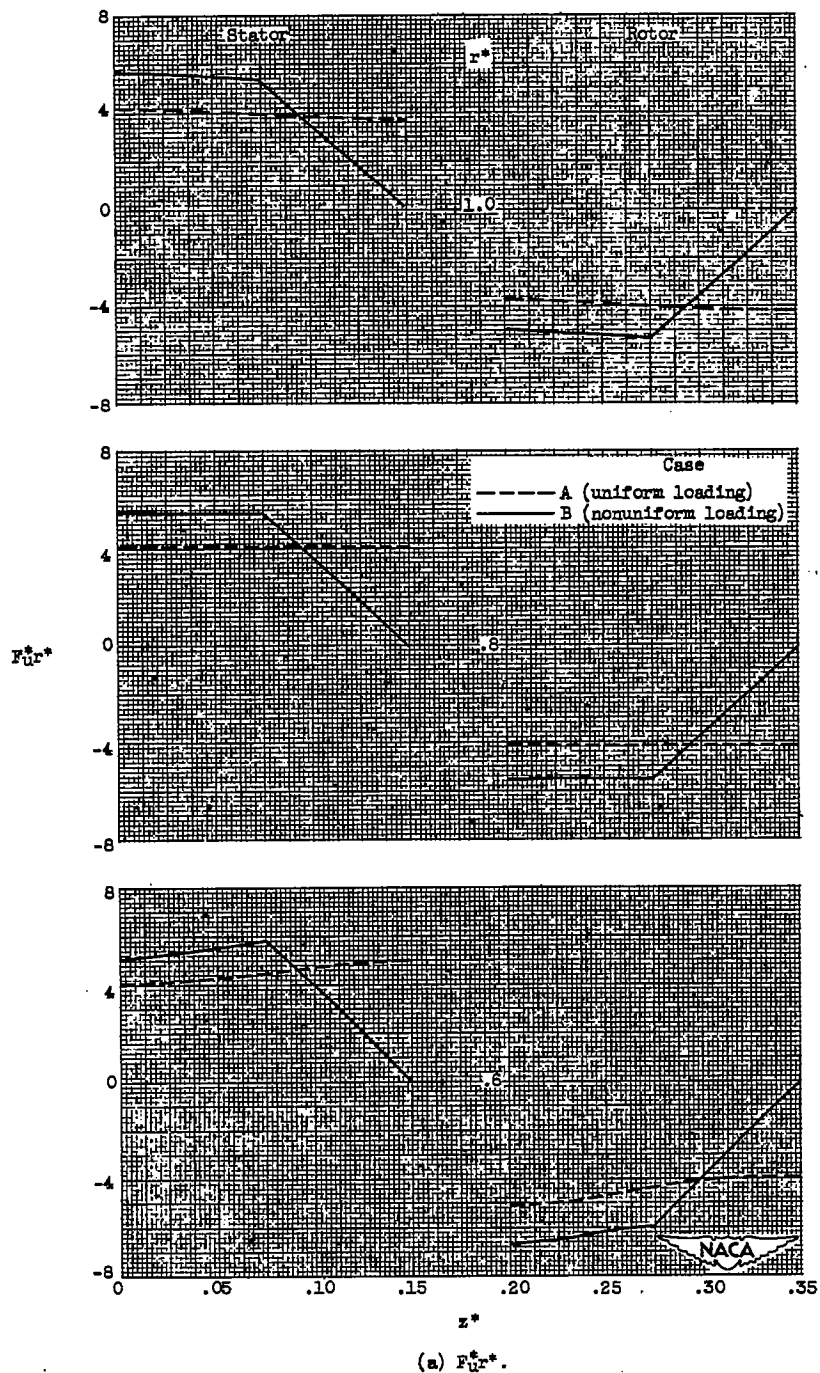 8
Stator
Rotor
r*
4
0
1.0
-4
-8
8
Case
A (uniform loading)
B (nonuniform loading)
4
F*ur*
0
.8
-4
-8
8
4
0
.6
-4
NACA
-8
0
.05
.10
.15
.20
.25
.30
.35
z*
(a) F*ur*.